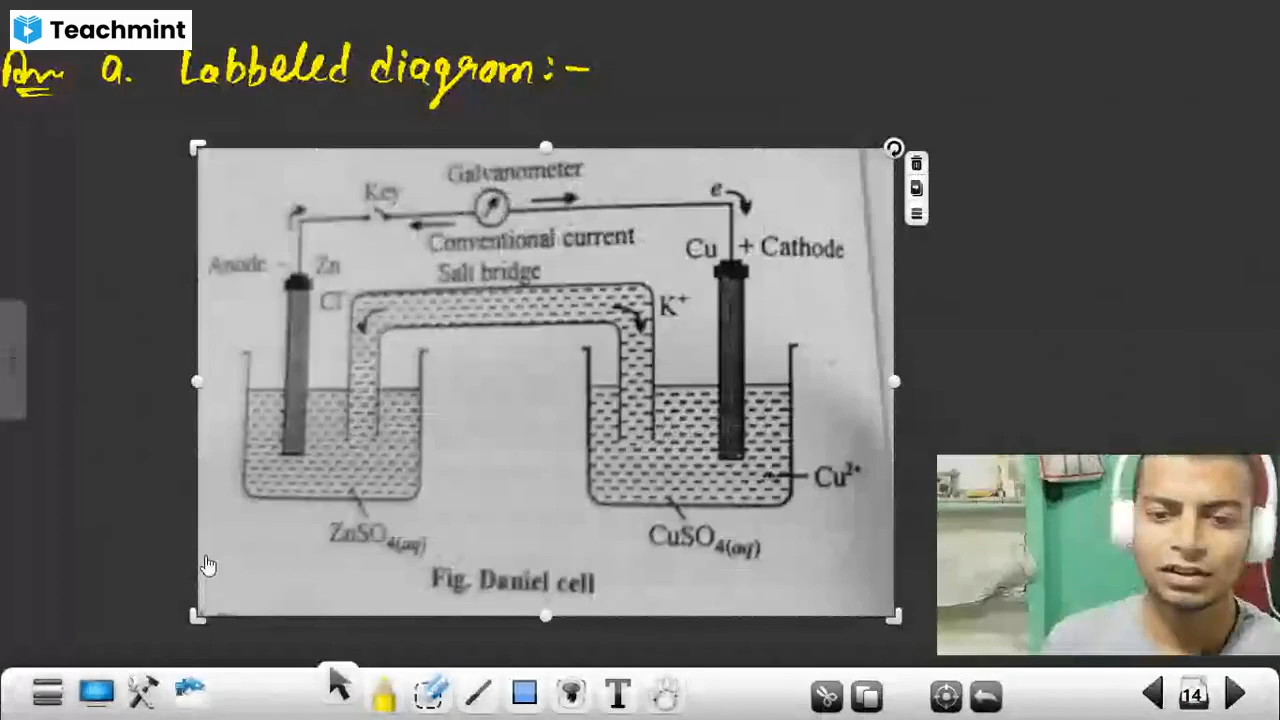 Teachmint
Ans a. Labbeled diagram:-
Galvanometer
Key
e
Conventional current
Cu + Cathode
Anode - Zn
Salt bridge
Cl
K⁺
Cu²⁺
ZnSO₄(aq)
CuSO₄(aq)
Fig. Daniel cell
T
14